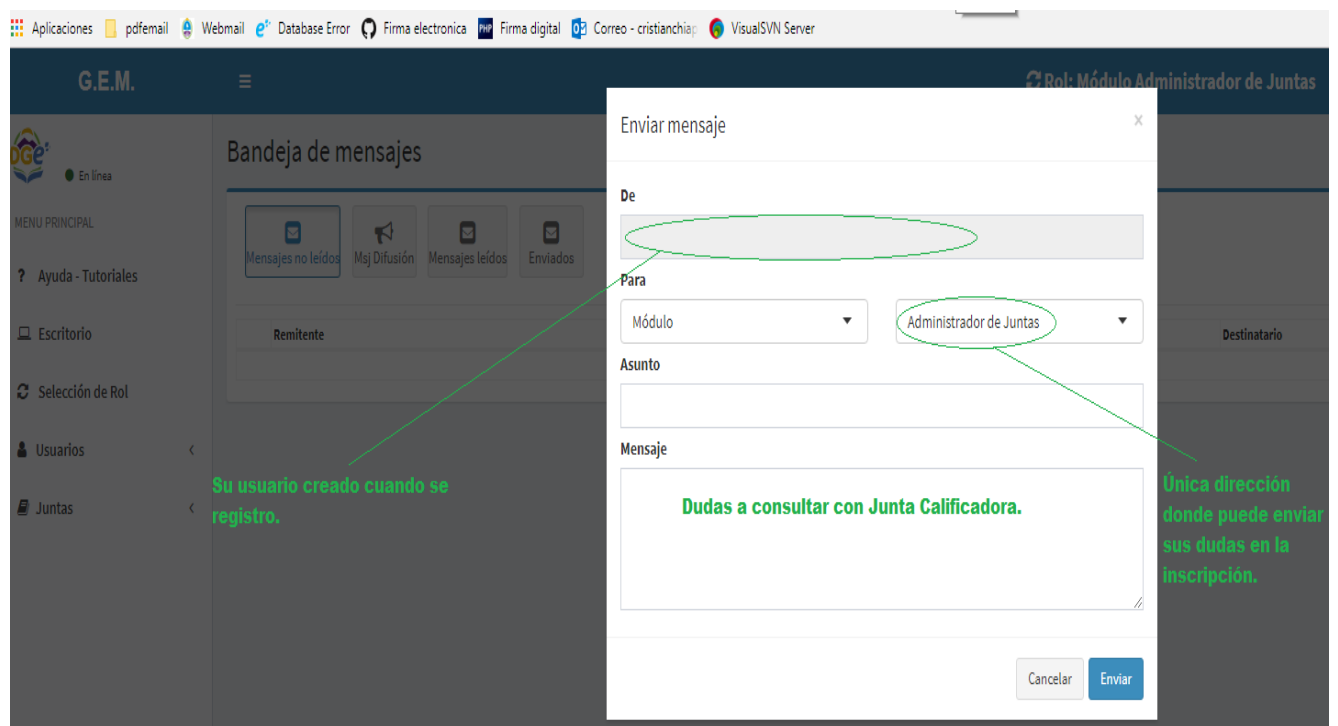 Aplicaciones pdfemail Webmail Database Error Firma electronica Firma digital Correo - cristianchiap VisualSVN Server
G.E.M.
Rol: Módulo Administrador de Juntas
DGe
En línea
MENU PRINCIPAL
? Ayuda - Tutoriales
Escritorio
Selección de Rol
Usuarios
Juntas
Bandeja de mensajes
Mensajes no leídos Msj Difusión Mensajes leídos Enviados
Remitente Destinatario
Enviar mensaje ×
De
Para
Módulo Administrador de Juntas
Asunto
Mensaje
Dudas a consultar con Junta Calificadora.
Cancelar Enviar
Su usuario creado cuando se
registro.
Única dirección
donde puede enviar
sus dudas en la
inscripción.